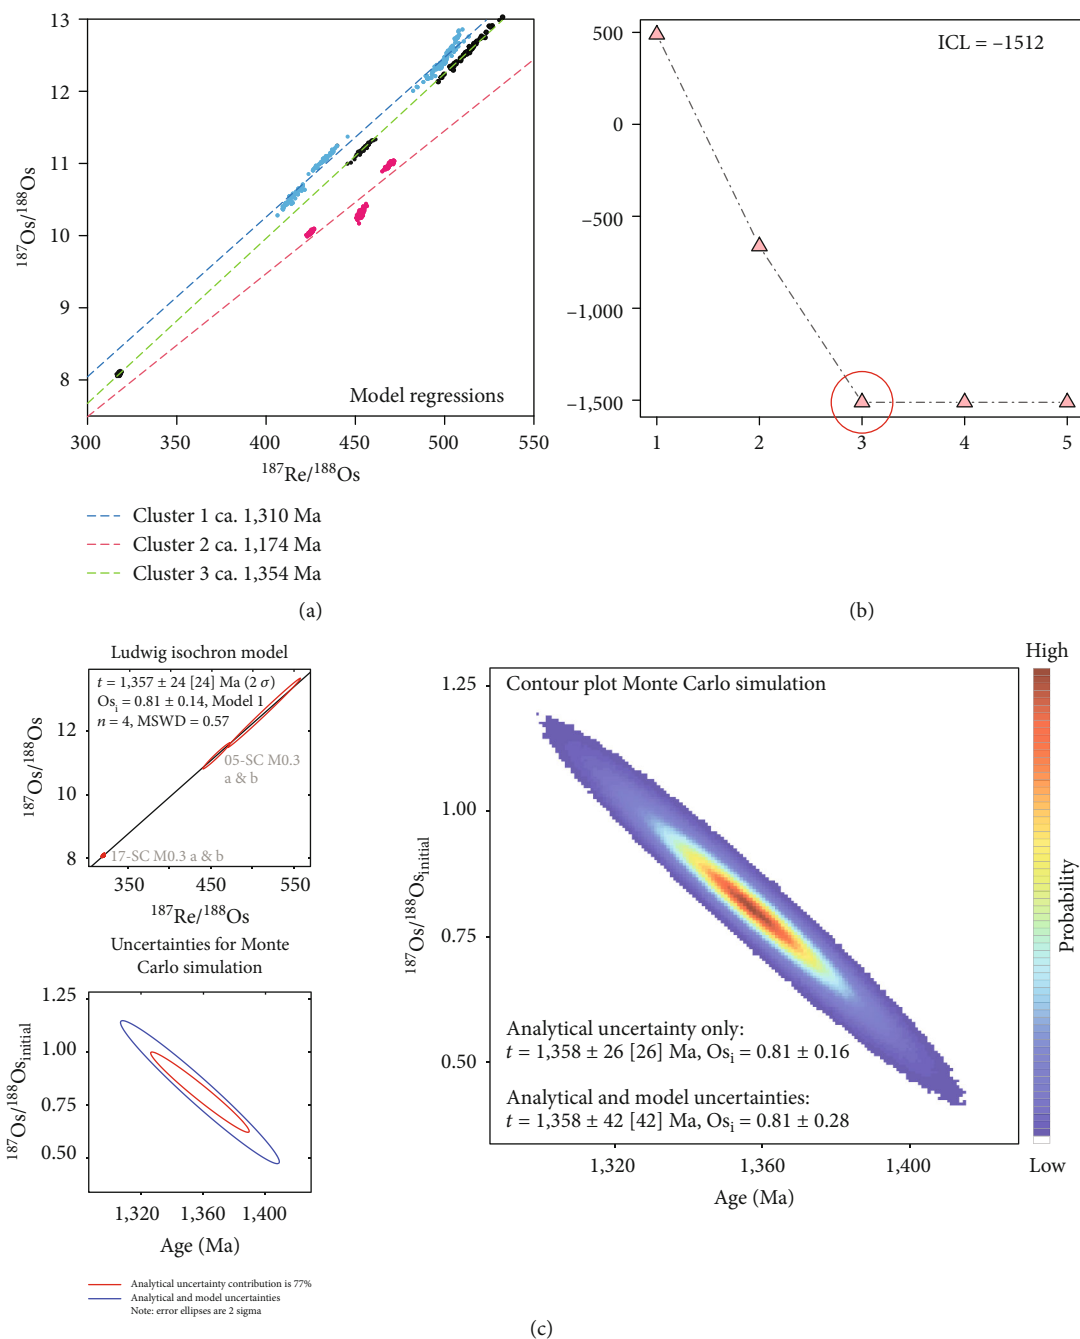 13
12
11
10
9
8
187Os/188Os
Model regressions
300
350
400
450
500
550
187Re/188Os
Cluster 1 ca. 1,310 Ma
Cluster 2 ca. 1,174 Ma
Cluster 3 ca. 1,354 Ma
(a)
500
0
−500
−1,000
−1,500
ICL = −1512
1
2
3
4
5
(b)
Ludwig isochron model
t = 1,357 ± 24 [24] Ma (2 σ)
Osi = 0.81 ± 0.14, Model 1
n = 4, MSWD = 0.57
05-SC M0.3
a & b
17-SC M0.3 a & b
12
10
8
187Os/188Os
350
450
550
187Re/188Os
Uncertainties for Monte
Carlo simulation
1.25
1.00
0.75
0.50
187Os/188Osinitial
1,320
1,360
1,400
Age (Ma)
Analytical uncertainty contribution is 77%
Analytical and model uncertainties
Note: error ellipses are 2 sigma
Contour plot Monte Carlo simulation
1.25
1.00
0.75
0.50
187Os/188Osinitial
Analytical uncertainty only:
t = 1,358 ± 26 [26] Ma, Osi = 0.81 ± 0.16
Analytical and model uncertainties:
t = 1,358 ± 42 [42] Ma, Osi = 0.81 ± 0.28
1,320
1,360
1,400
Age (Ma)
High
Probability
Low
(c)